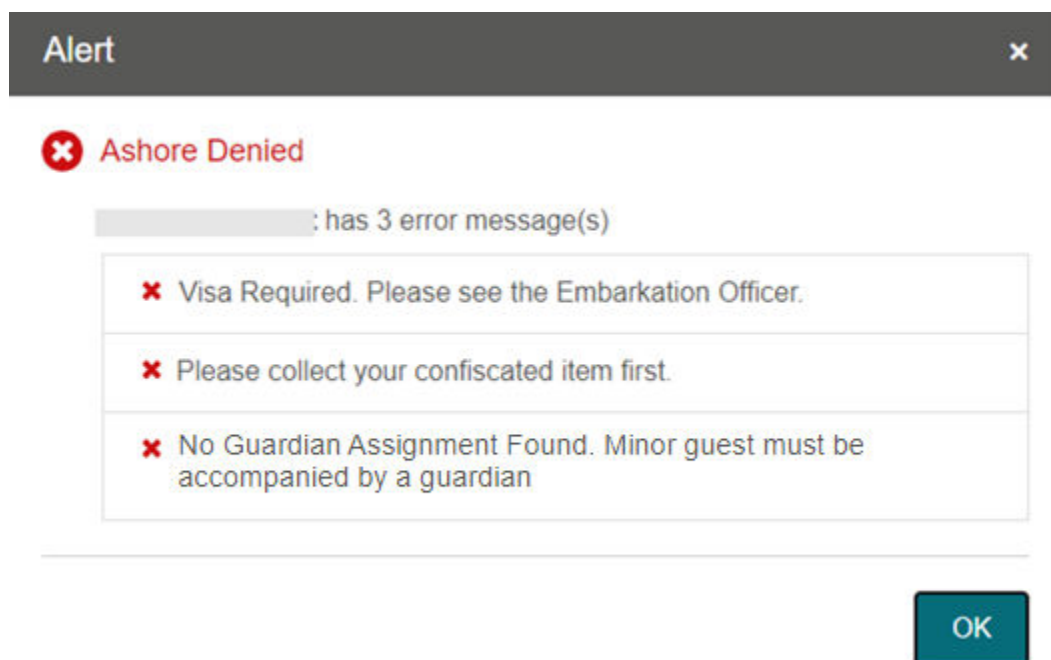 Alert
Ashore Denied
: has 3 error message(s)
Visa Required. Please see the Embarkation Officer.
Please collect your confiscated item first.
No Guardian Assignment Found. Minor guest must be
accompanied by a guardian
OK